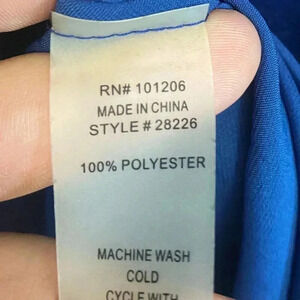 RN# 101206
MADE IN CHINA
STYLE # 28226
100% POLYESTER
MACHINE WASH
COLD
CYCLE WITH